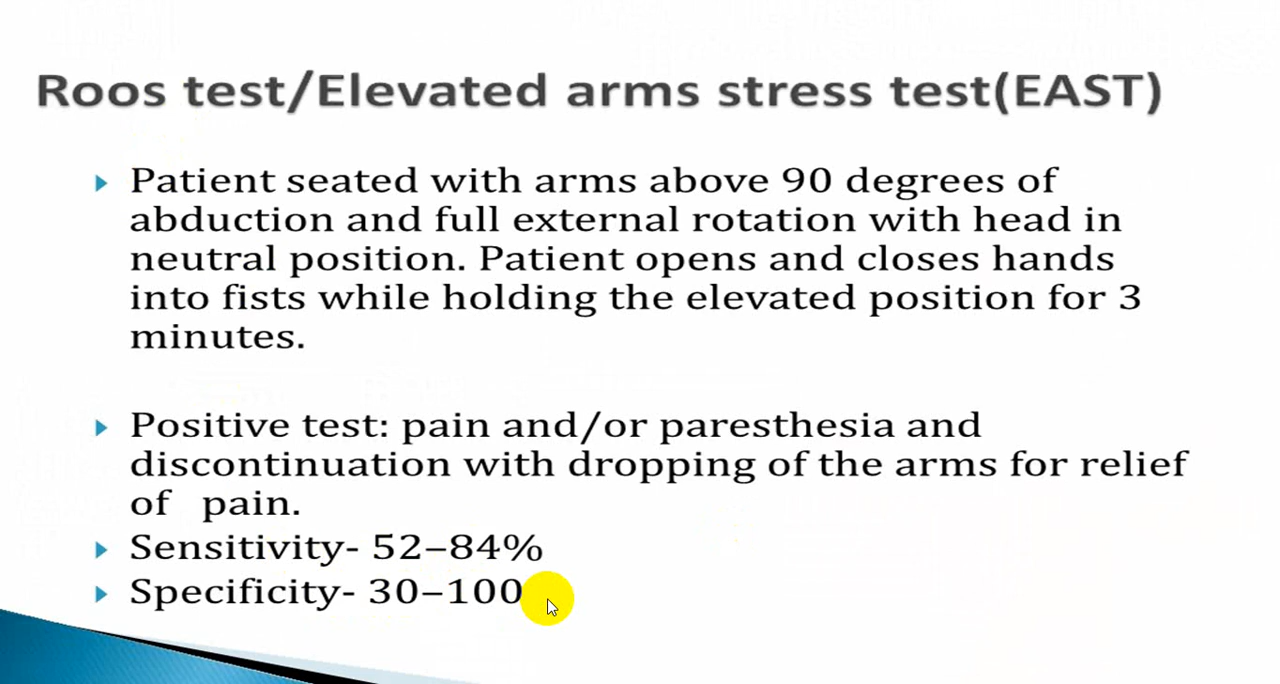 Roos test/Elevated arms stress test(EAST)
Patient seated with arms above 90 degrees of
abduction and full external rotation with head in
neutral position. Patient opens and closes hands
into fists while holding the elevated position for 3
minutes.
Positive test: pain and/or paresthesia and
discontinuation with dropping of the arms for relief
of pain.
Sensitivity- 52–84%
Specificity- 30–100